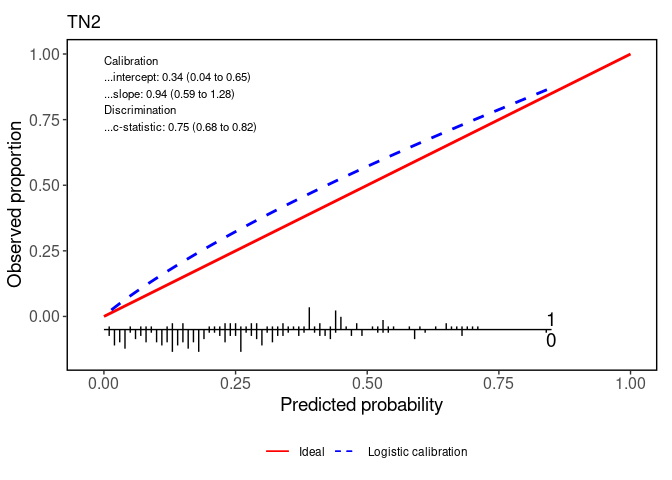 TN2
Calibration
...intercept: 0.34 (0.04 to 0.65)
...slope: 0.94 (0.59 to 1.28)
Discrimination
...c-statistic: 0.75 (0.68 to 0.82)
Observed proportion
1.00
0.75
0.50
0.25
0.00
1
0
0.00 0.25 0.50 0.75 1.00
Predicted probability
Ideal Logistic calibration